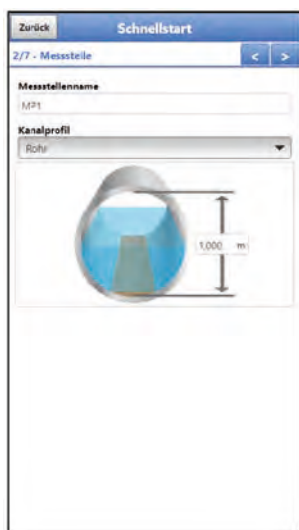 Zurück Schnellstart
2/7 - Messstelle < >
Messstellenname
MP1
Kanalprofil
Rohr
1,000 m